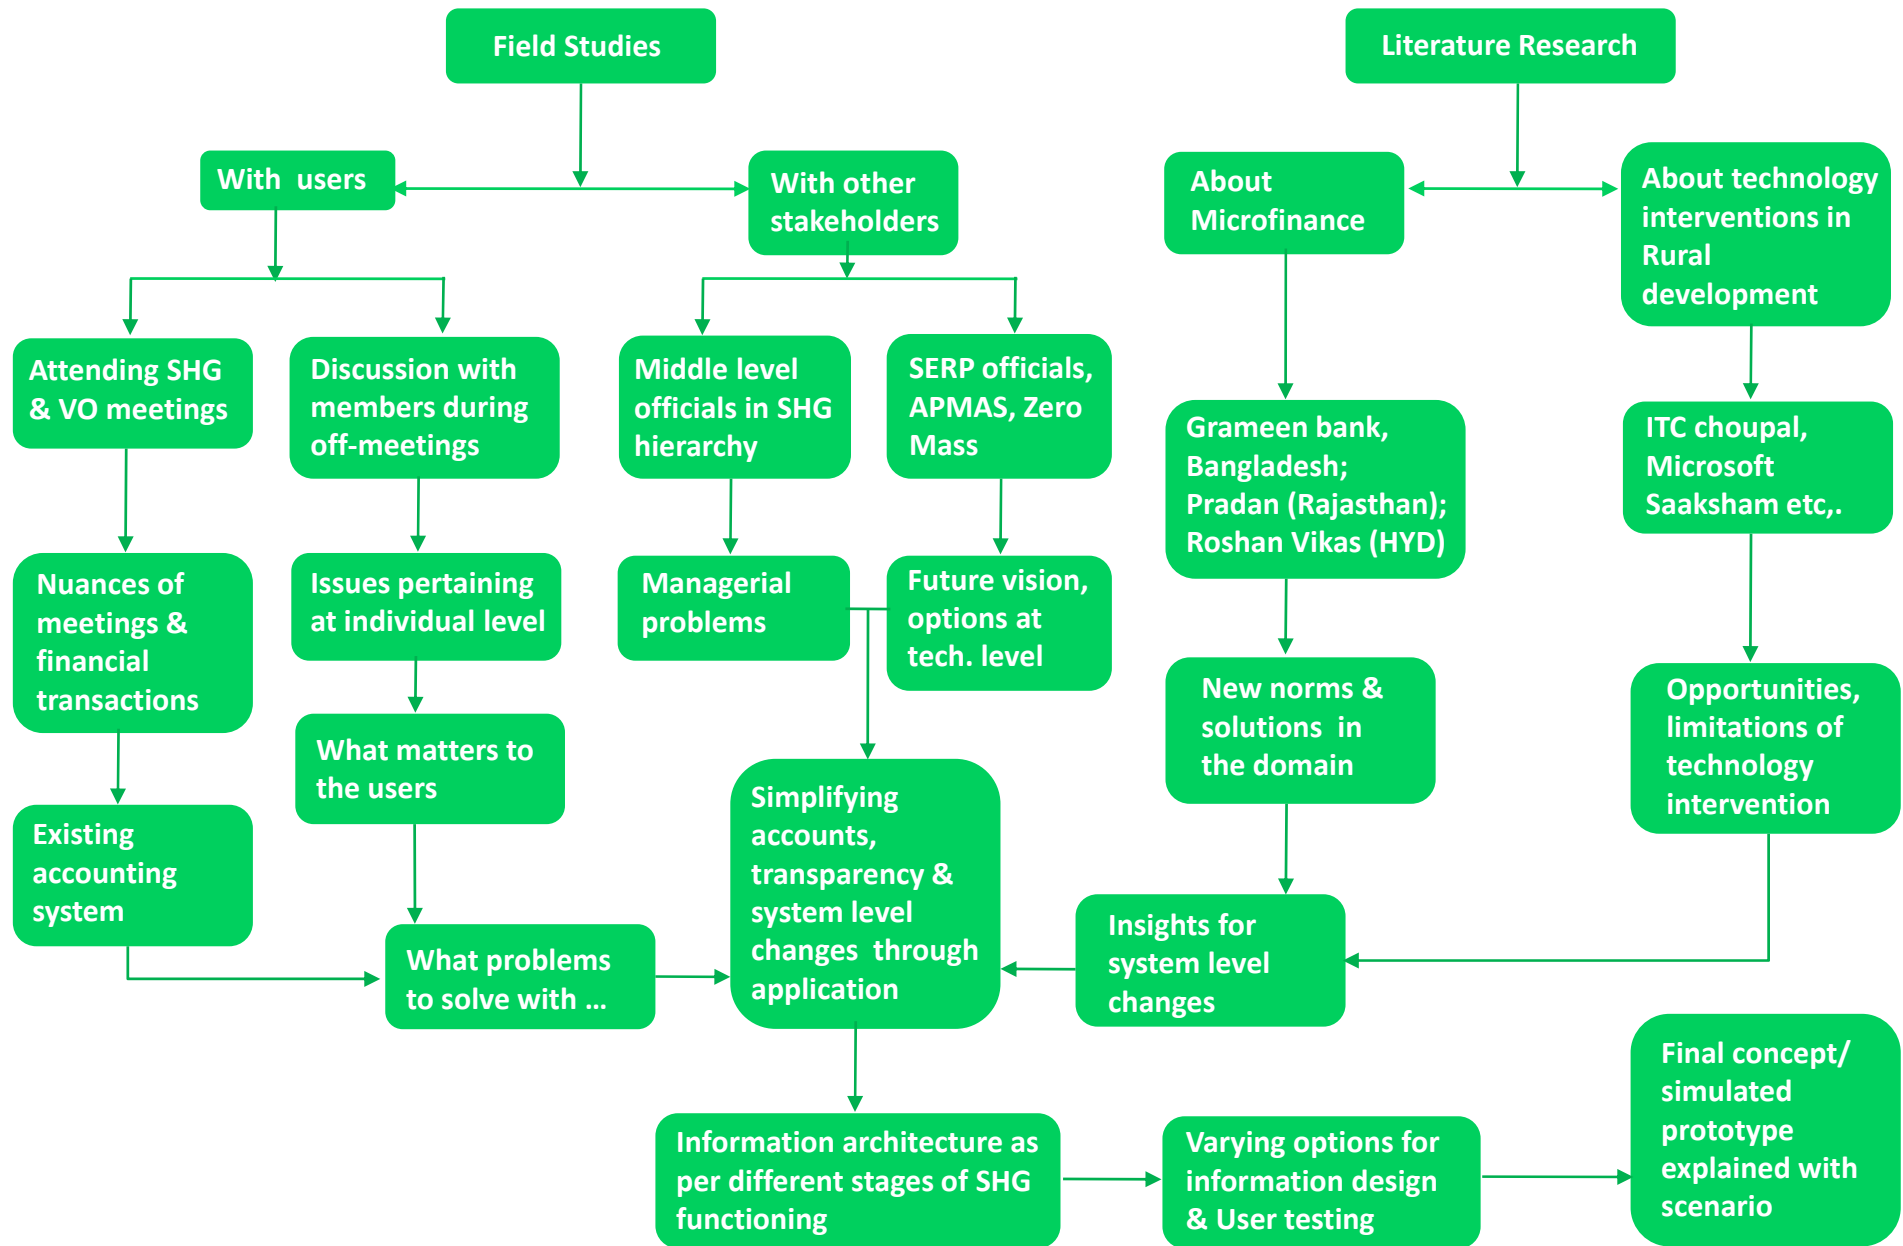 Field Studies
Literature Research
With  users
With other
stakeholders
About
Microfinance
About technology
interventions in
Rural
development
Attending SHG
& VO meetings
Discussion with
members during
off-meetings
Middle level
officials in SHG
hierarchy
SERP officials,
APMAS, Zero
Mass
Grameen bank,
Bangladesh;
Pradan (Rajasthan);
Roshan Vikas (HYD)
ITC choupal,
Microsoft
Saaksham etc,.
Nuances of
meetings &
financial
transactions
Issues pertaining
at individual level
Managerial
problems
Future vision,
options at
tech. level
New norms &
solutions  in
the domain
Opportunities,
limitations of
technology
intervention
What matters to
the users
Existing
accounting
system
Simplifying
accounts,
transparency &
system level
changes  through
application
What problems
to solve with ...
Insights for
system level
changes
Information architecture as
per different stages of SHG
functioning
Varying options for
information design
& User testing
Final concept/
simulated
prototype
explained with
scenario